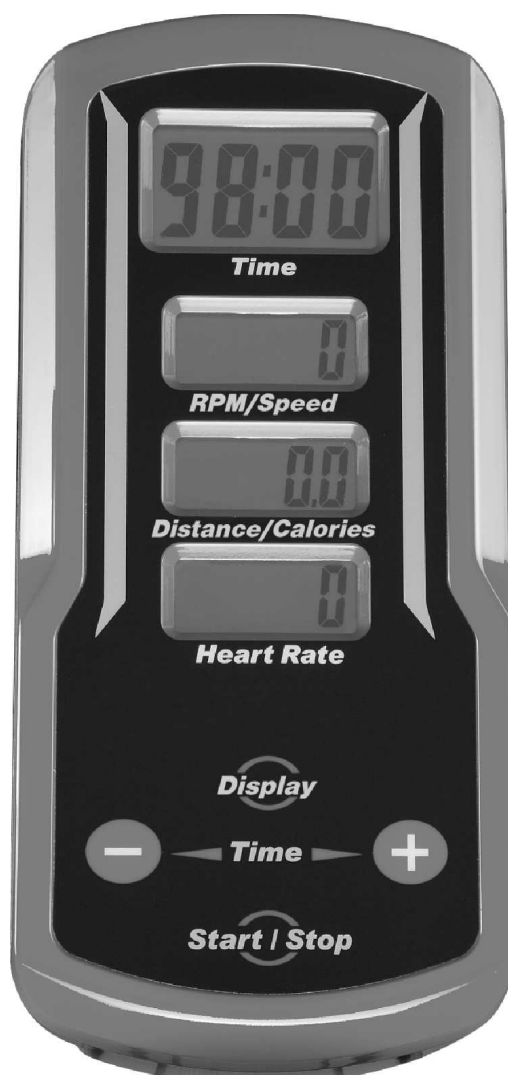 98:00
Time
0
RPM/Speed
0.0
Distance/Calories
0
Heart Rate
Display
− Time +
Start / Stop